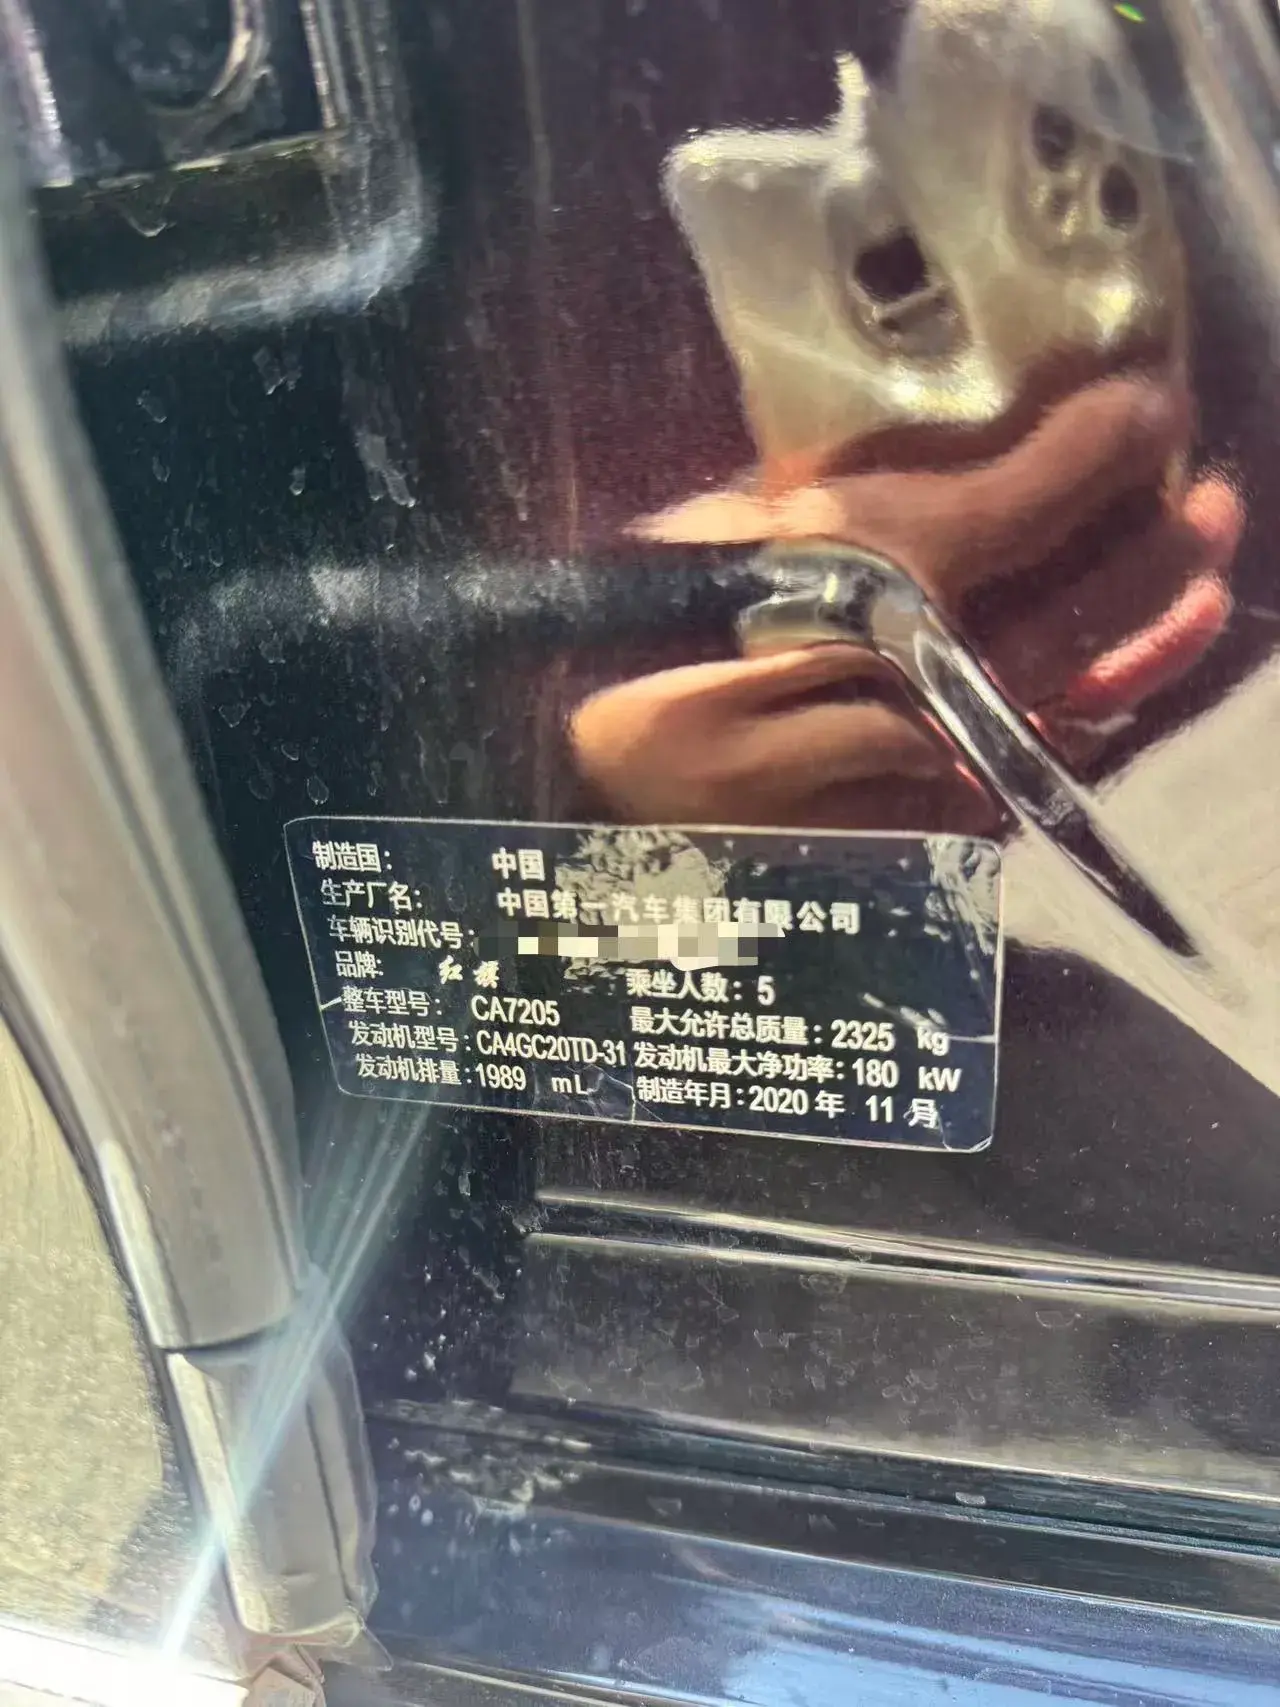 制造国： 中国
生产厂名： 中国第一汽车集团有限公司
车辆识别代号：
品牌： 红旗 乘坐人数：5
整车型号： CA7205 最大允许总质量：2325 kg
发动机型号：CA4GC20TD-31 发动机最大净功率：180 kW
发动机排量：1989 mL 制造年月：2020 年 11 月